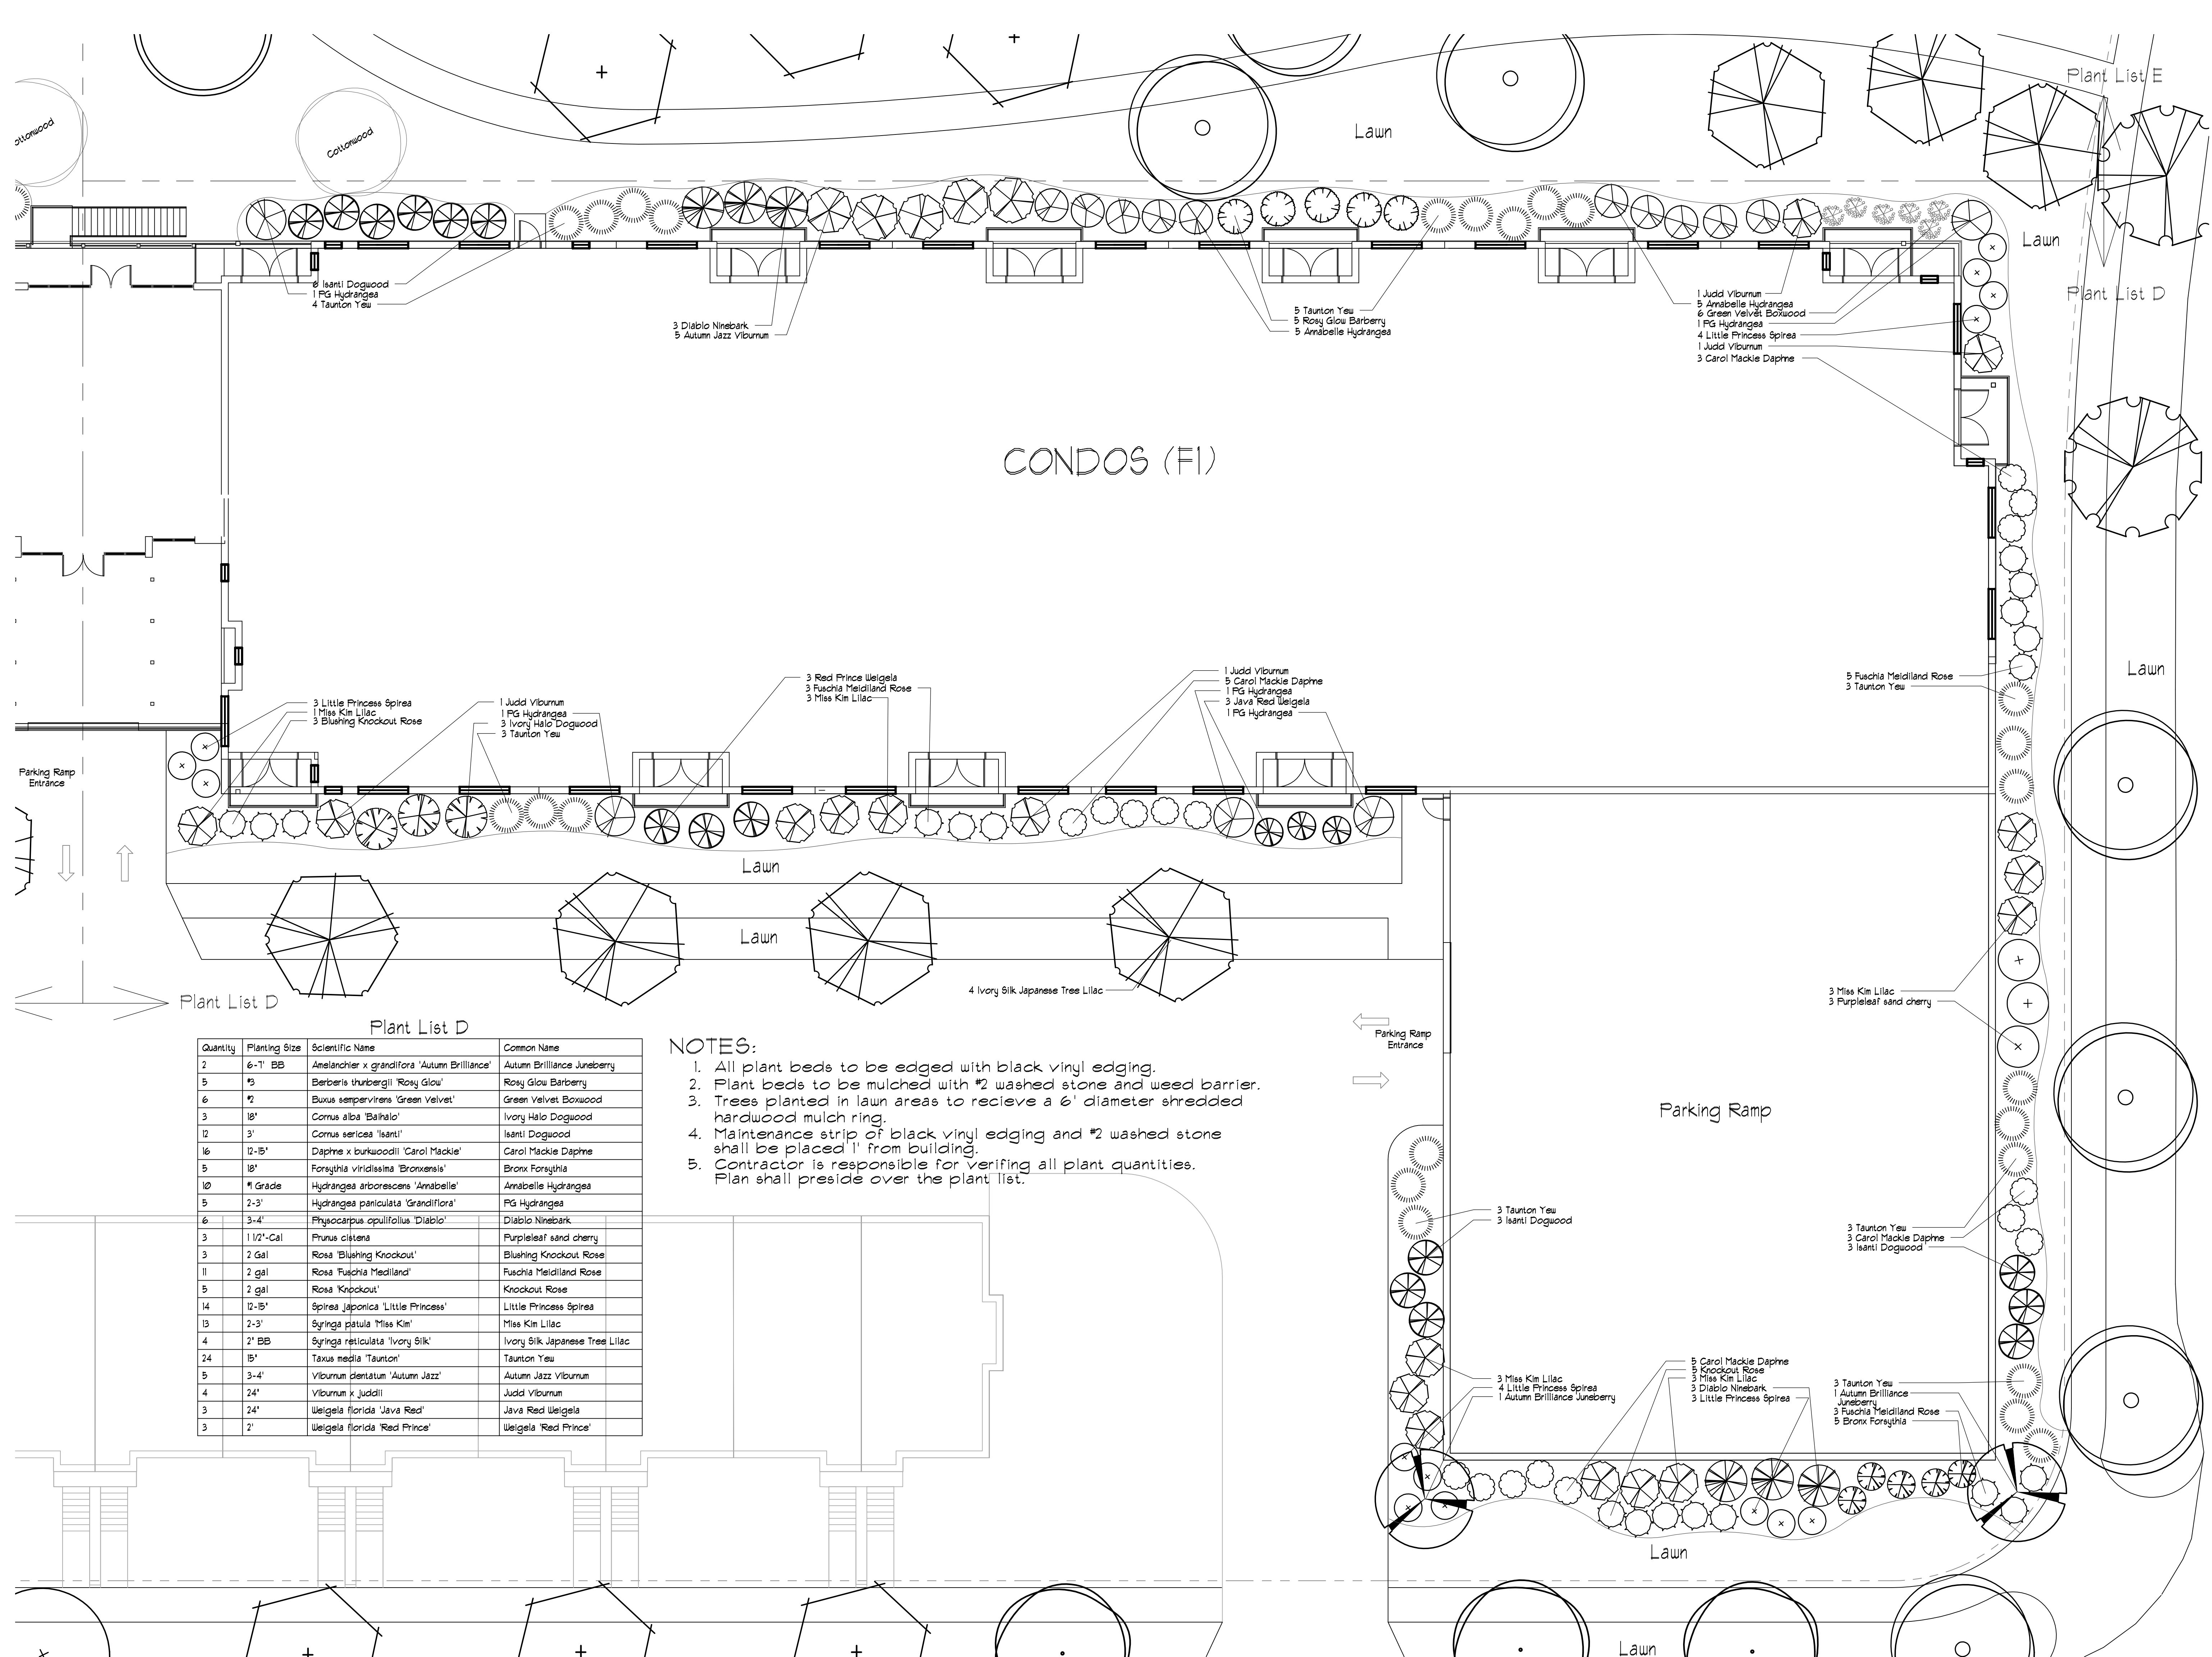 Plant List E
Cottonwood
Cottonwood
Lawn
Lawn
Plant List D
6 Isanti Dogwood
1 PG Hydrangea
4 Taunton Yew
3 Diablo Ninebark
5 Autumn Jazz Viburnum
5 Taunton Yew
5 Rosy Glow Barberry
5 Annabelle Hydrangea
1 Judd Viburnum
5 Annabelle Hydrangea
6 Green Velvet Boxwood
1 PG Hydrangea
4 Little Princess Spirea
1 Judd Viburnum
3 Carol Mackie Daphne
CONDOS (F1)
Lawn
5 Fuschia Meidiland Rose
3 Taunton Yew
3 Little Princess Spirea
1 Miss Kim Lilac
3 Blushing Knockout Rose
1 Judd Viburnum
1 PG Hydrangea
3 Ivory Halo Dogwood
3 Taunton Yew
3 Red Prince Weigela
3 Fuschia Meidiland Rose
3 Miss Kim Lilac
1 Judd Viburnum
5 Carol Mackie Daphne
1 PG Hydrangea
3 Java Red Weigela
1 PG Hydrangea
Parking Ramp
Entrance
Lawn
Lawn
4 Ivory Silk Japanese Tree Lilac
3 Miss Kim Lilac
3 Purpleleaf sand cherry
Plant List D
Plant List D
Quantity Planting Size Scientific Name Common Name
2 6-7' BB Amelanchier x grandifora 'Autumn Brilliance' Autumn Brilliance Juneberry
5 #3 Berberis thunbergii 'Rosy Glow' Rosy Glow Barberry
6 #2 Buxus sempervirens 'Green Velvet' Green Velvet Boxwood
3 18" Cornus alba 'Bailhalo' Ivory Halo Dogwood
12 3' Cornus sericea 'Isanti' Isanti Dogwood
16 12-15" Daphne x burkwoodii 'Carol Mackie' Carol Mackie Daphne
5 18" Forsythia viridissima 'Bronxensis' Bronx Forsythia
10 #1 Grade Hydrangea arborescens 'Annabelle' Annabelle Hydrangea
5 2-3' Hydrangea paniculata 'Grandiflora' PG Hydrangea
6 3-4' Physocarpus opulifolius 'Diablo' Diablo Ninebark
3 1 1/2"-Cal Prunus cistena Purpleleaf sand cherry
3 2 Gal Rosa 'Blushing Knockout' Blushing Knockout Rose
11 2 gal Rosa 'Fuschia Mediland' Fuschia Meidiland Rose
5 2 gal Rosa 'Knockout' Knockout Rose
14 12-15" Spirea japonica 'Little Princess' Little Princess Spirea
13 2-3' Syringa patula 'Miss Kim' Miss Kim Lilac
4 2" BB Syringa reticulata 'Ivory Silk' Ivory Silk Japanese Tree Lilac
24 15" Taxus media 'Taunton' Taunton Yew
5 3-4' Viburnum dentatum 'Autumn Jazz' Autumn Jazz Viburnum
4 24" Viburnum x juddii Judd Viburnum
3 24" Weigela florida 'Java Red' Java Red Weigela
3 2' Weigela florida 'Red Prince' Weigela 'Red Prince'
NOTES:
1. All plant beds to be edged with black vinyl edging.
2. Plant beds to be mulched with #2 washed stone and weed barrier.
3. Trees planted in lawn areas to recieve a 6' diameter shredded
hardwood mulch ring.
4. Maintenance strip of black vinyl edging and #2 washed stone
shall be placed 1' from building.
5. Contractor is responsible for verifing all plant quantities.
Plan shall preside over the plant list.
Parking Ramp
Entrance
Parking Ramp
3 Taunton Yew
3 Isanti Dogwood
3 Taunton Yew
3 Carol Mackie Daphne
3 Isanti Dogwood
3 Miss Kim Lilac
4 Little Princess Spirea
1 Autumn Brilliance Juneberry
5 Carol Mackie Daphne
5 Knockout Rose
3 Miss Kim Lilac
3 Diablo Ninebark
3 Little Princess Spirea
3 Taunton Yew
1 Autumn Brilliance
Juneberry
3 Fuschia Meidiland Rose
5 Bronx Forsythia
Lawn
Lawn